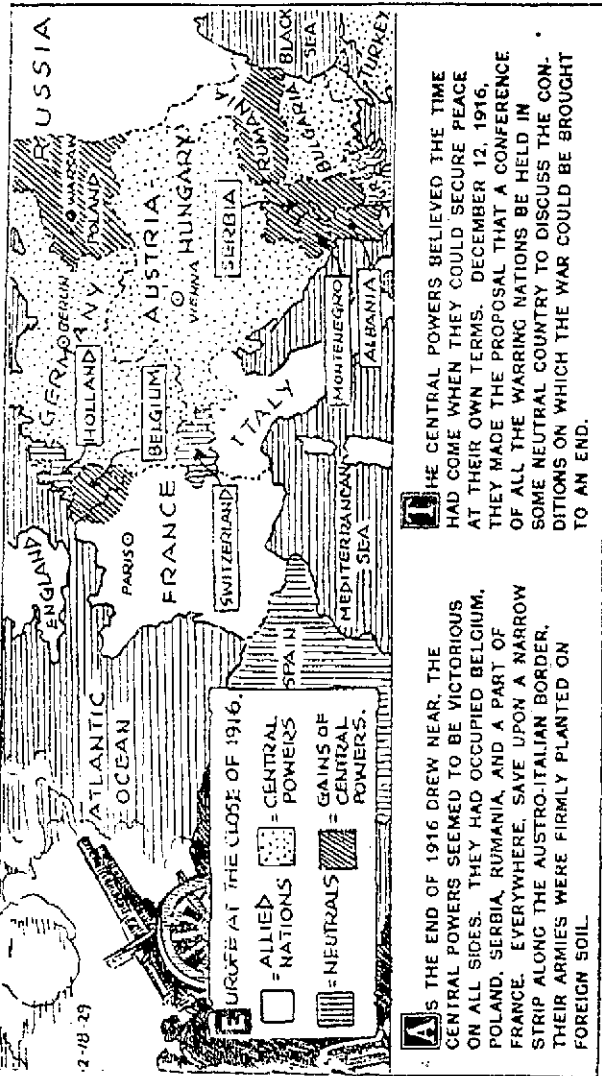 2-18-29
ATLANTIC
OCEAN
ENGLAND
PARIS
FRANCE
SPAIN
SWITZERLAND
MEDITERRANEAN
SEA
HOLLAND
BELGIUM
GERMANY
BERLIN
ITALY
AUSTRIA-
HUNGARY
VIENNA
SERBIA
MONTENEGRO
ALBANIA
WARSAW
POLAND
RUSSIA
RUMANIA
BULGARIA
BLACK
SEA
TURKEY
EUROPE AT THE CLOSE OF 1916.
= ALLIED
NATIONS
= CENTRAL
POWERS
= NEUTRALS
= GAINS OF
CENTRAL
POWERS.
AS THE END OF 1916 DREW NEAR, THE
CENTRAL POWERS SEEMED TO BE VICTORIOUS
ON ALL SIDES. THEY HAD OCCUPIED BELGIUM,
POLAND, SERBIA, RUMANIA, AND A PART OF
FRANCE. EVERYWHERE, SAVE UPON A NARROW
STRIP ALONG THE AUSTRO-ITALIAN BORDER,
THEIR ARMIES WERE FIRMLY PLANTED ON
FOREIGN SOIL.
THE CENTRAL POWERS BELIEVED THE TIME
HAD COME WHEN THEY COULD SECURE PEACE
AT THEIR OWN TERMS. DECEMBER 12, 1916,
THEY MADE THE PROPOSAL THAT A CONFERENCE
OF ALL THE WARRING NATIONS BE HELD IN
SOME NEUTRAL COUNTRY TO DISCUSS THE CON-
DITIONS ON WHICH THE WAR COULD BE BROUGHT
TO AN END.